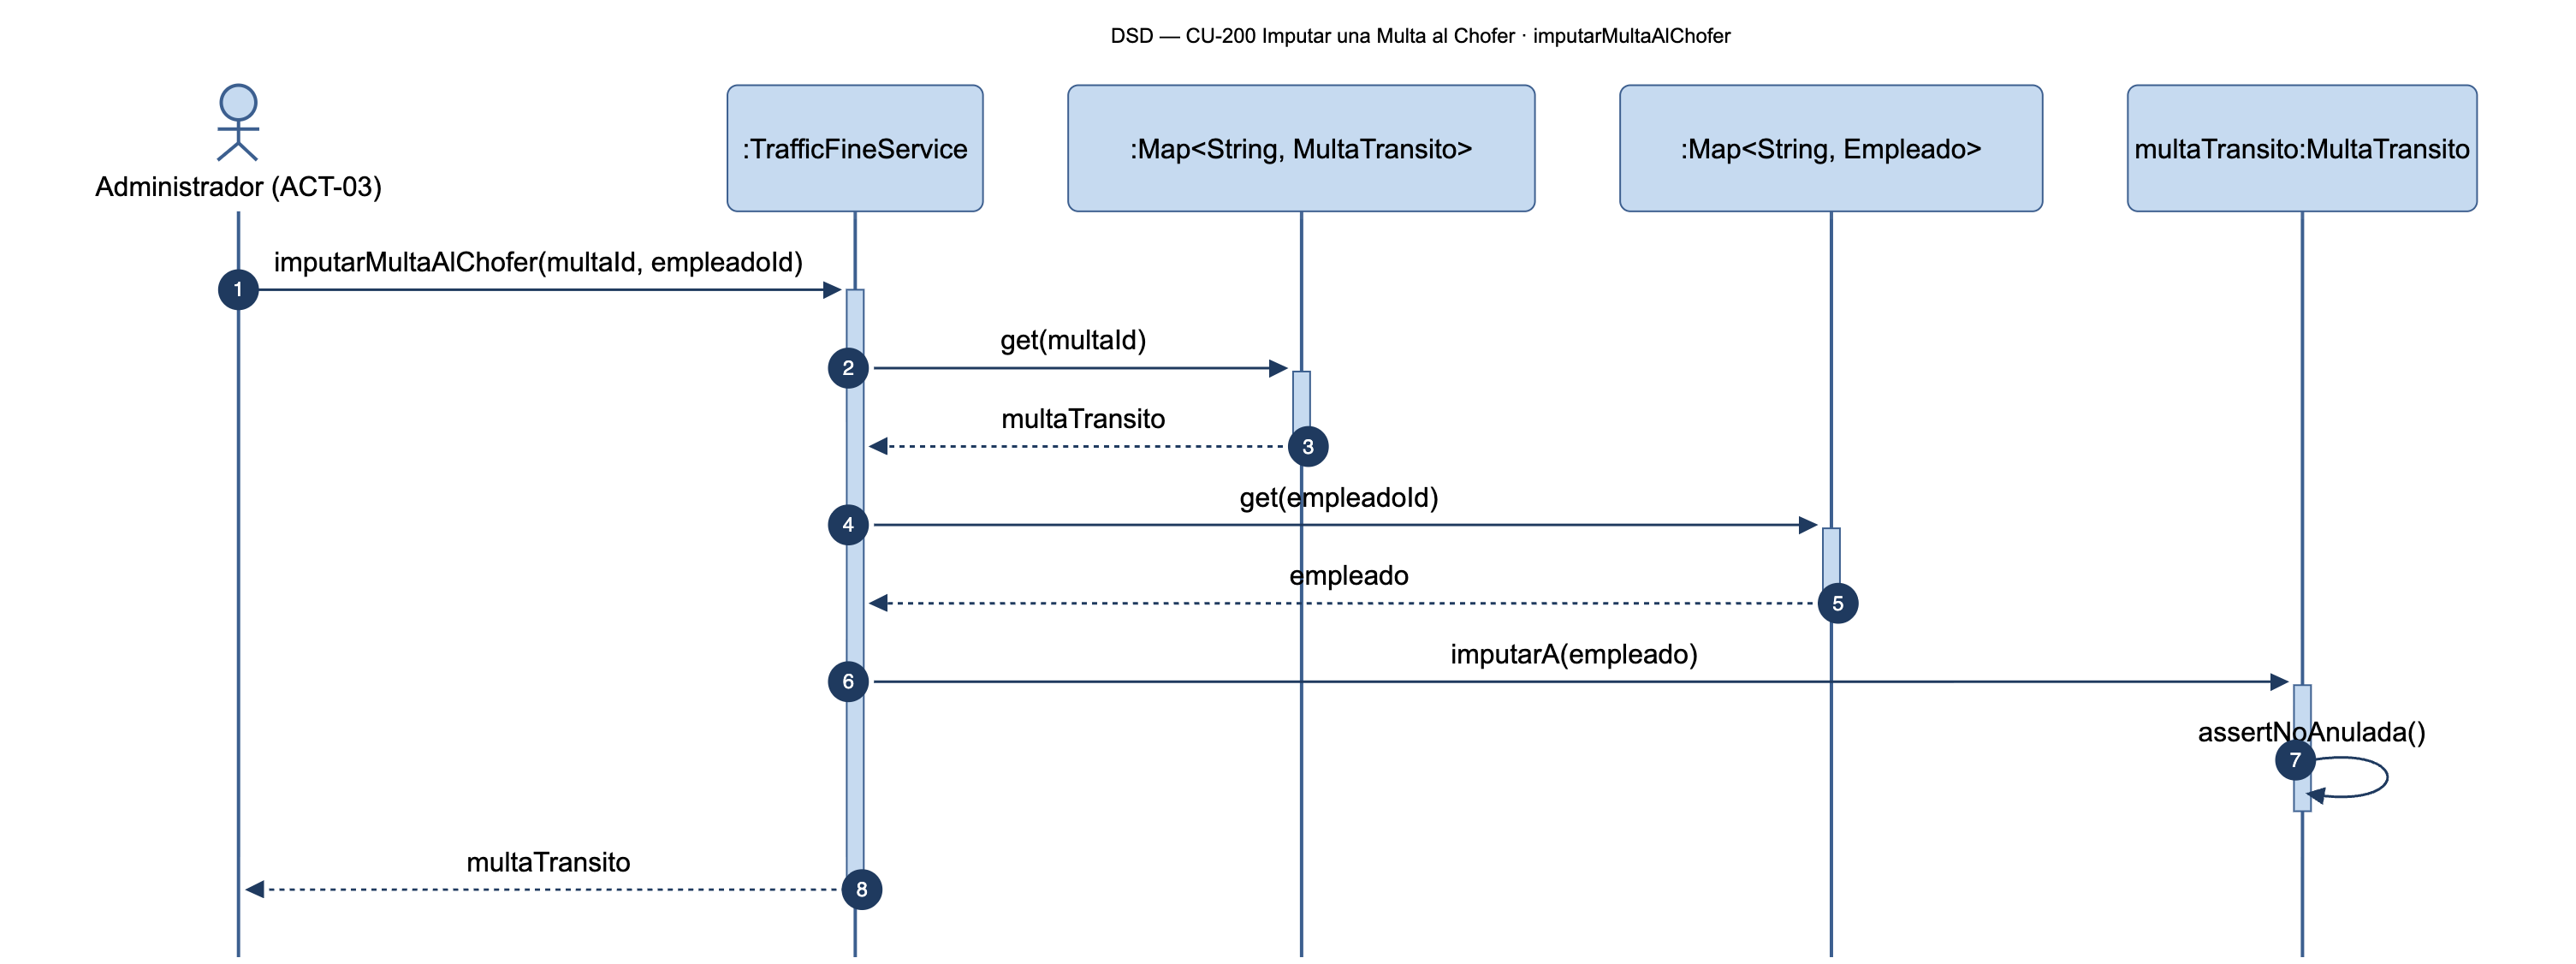 DSD — CU-200 Imputar una Multa al Chofer · imputarMultaAlChofer
Administrador (ACT-03)
:TrafficFineService
:Map<String, MultaTransito>
:Map<String, Empleado>
multaTransito:MultaTransito
imputarMultaAlChofer(multaId, empleadoId)
1
get(multaId)
2
multaTransito
3
get(empleadoId)
4
empleado
5
imputarA(empleado)
6
assertNoAnulada()
7
multaTransito
8